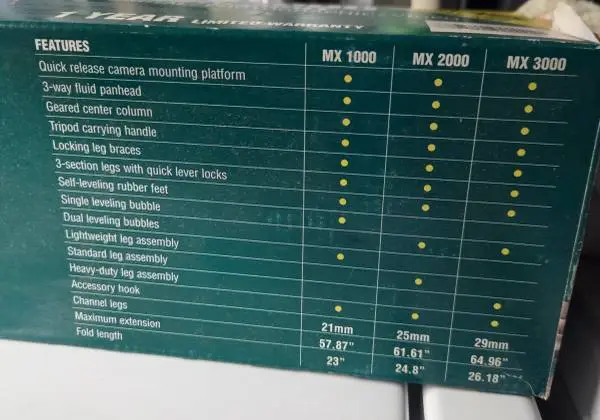 1 YEAR LIMITED WARRANTY
FEATURES MX 1000 MX 2000 MX 3000
Quick release camera mounting platform • • •
3-way fluid panhead • • •
Geared center column • • •
Tripod carrying handle • • •
Locking leg braces • • •
3-section legs with quick lever locks • • •
Self-leveling rubber feet • • •
Single leveling bubble •
Dual leveling bubbles • •
Lightweight leg assembly •
Standard leg assembly •
Heavy-duty leg assembly •
Accessory hook • • •
Channel legs 21mm 25mm 29mm
Maximum extension 57.87" 61.61" 64.96"
Fold length 23" 24.8" 26.18"